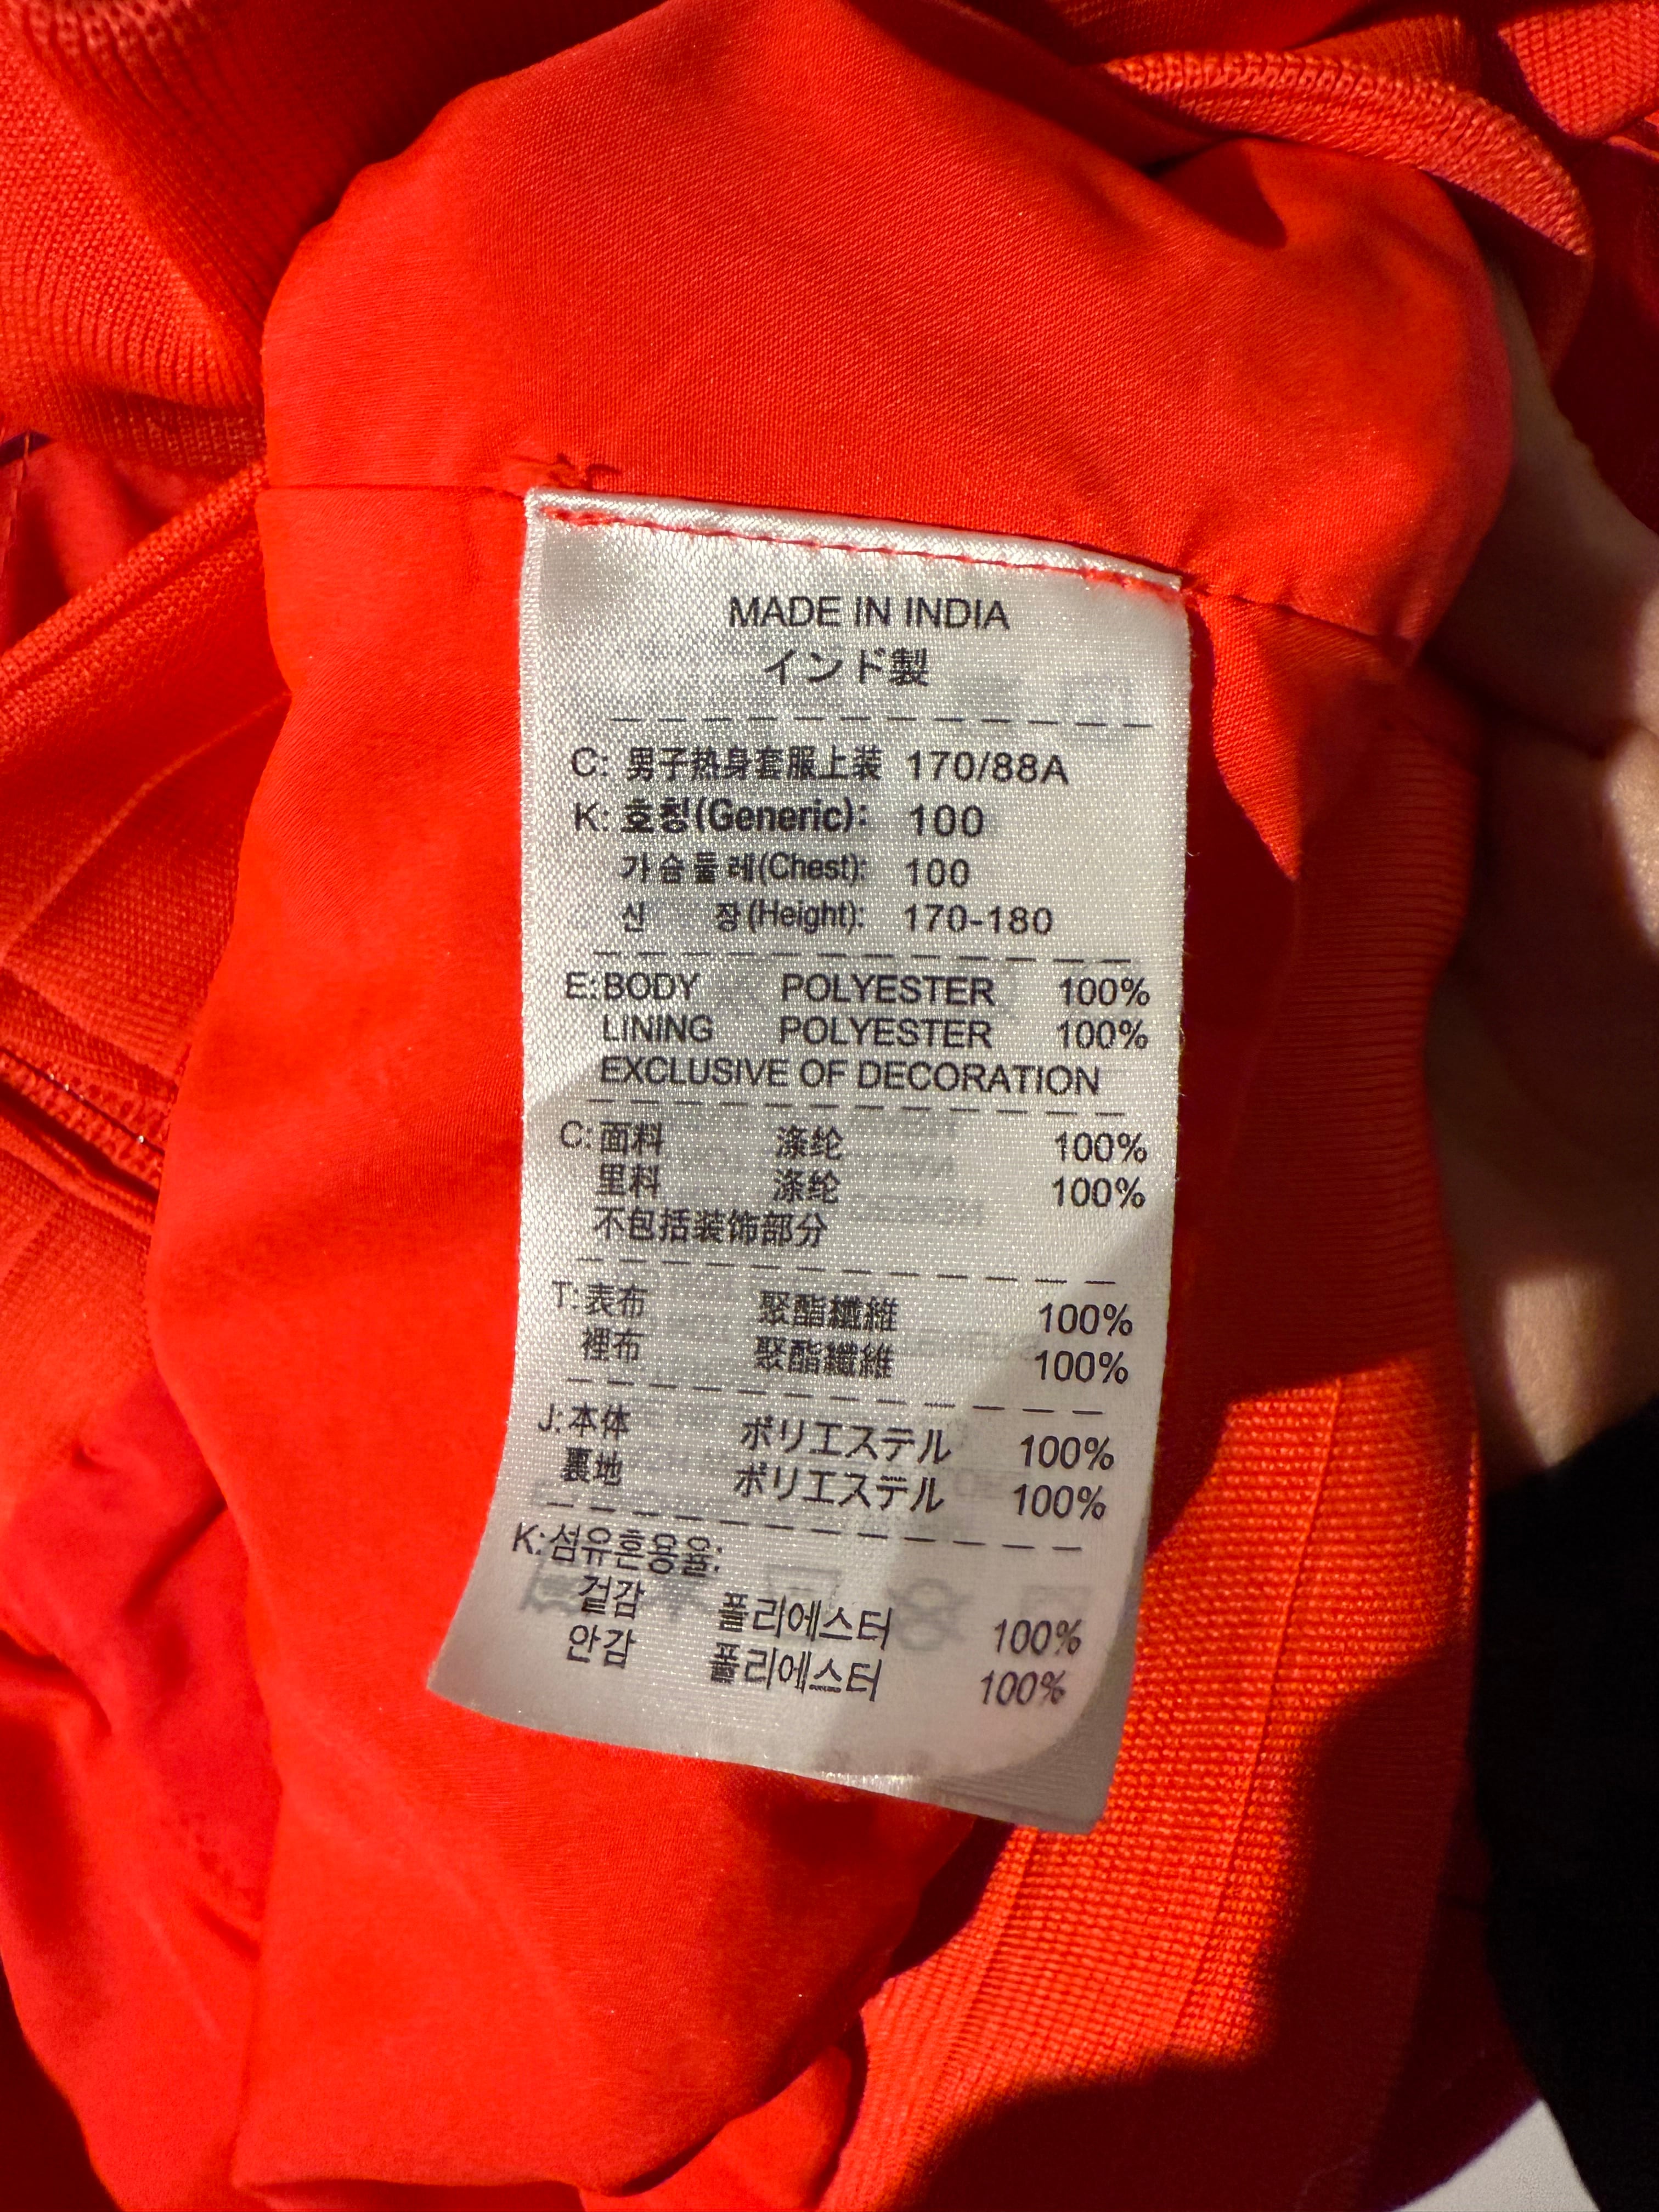 MADE IN INDIA
インド製
C: 男子热身套服上装 170/88A
K: 호칭(Generic): 100
가슴둘레(Chest): 100
신 장(Height): 170-180
E: BODY POLYESTER 100%
LINING POLYESTER 100%
EXCLUSIVE OF DECORATION
C: 面料 涤纶 100%
里料 涤纶 100%
不包括装饰部分
T: 表布 聚酯纖維 100%
裡布 聚酯纖維 100%
J: 本体 ポリエステル 100%
裏地 ポリエステル 100%
K: 섬유혼용율:
겉감 폴리에스터 100%
안감 폴리에스터 100%